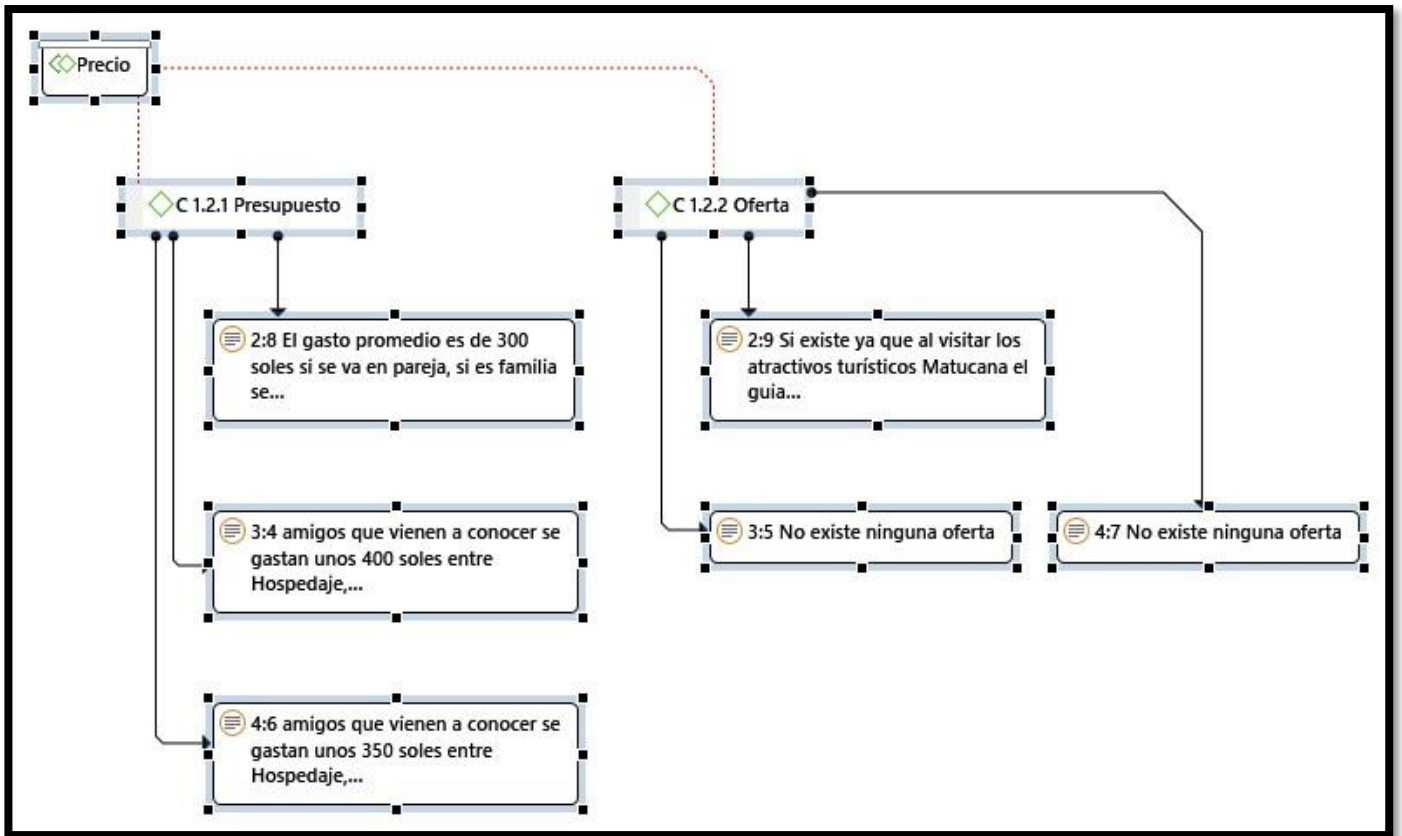 Precio
C 1.2.1 Presupuesto
C 1.2.2 Oferta
2:8 El gasto promedio es de 300
soles si se va en pareja, si es familia
se...
2:9 Si existe ya que al visitar los
atractivos turísticos Matucana el
guia...
3:4 amigos que vienen a conocer se
gastan unos 400 soles entre
Hospedaje,...
3:5 No existe ninguna oferta
4:7 No existe ninguna oferta
4:6 amigos que vienen a conocer se
gastan unos 350 soles entre
Hospedaje,...